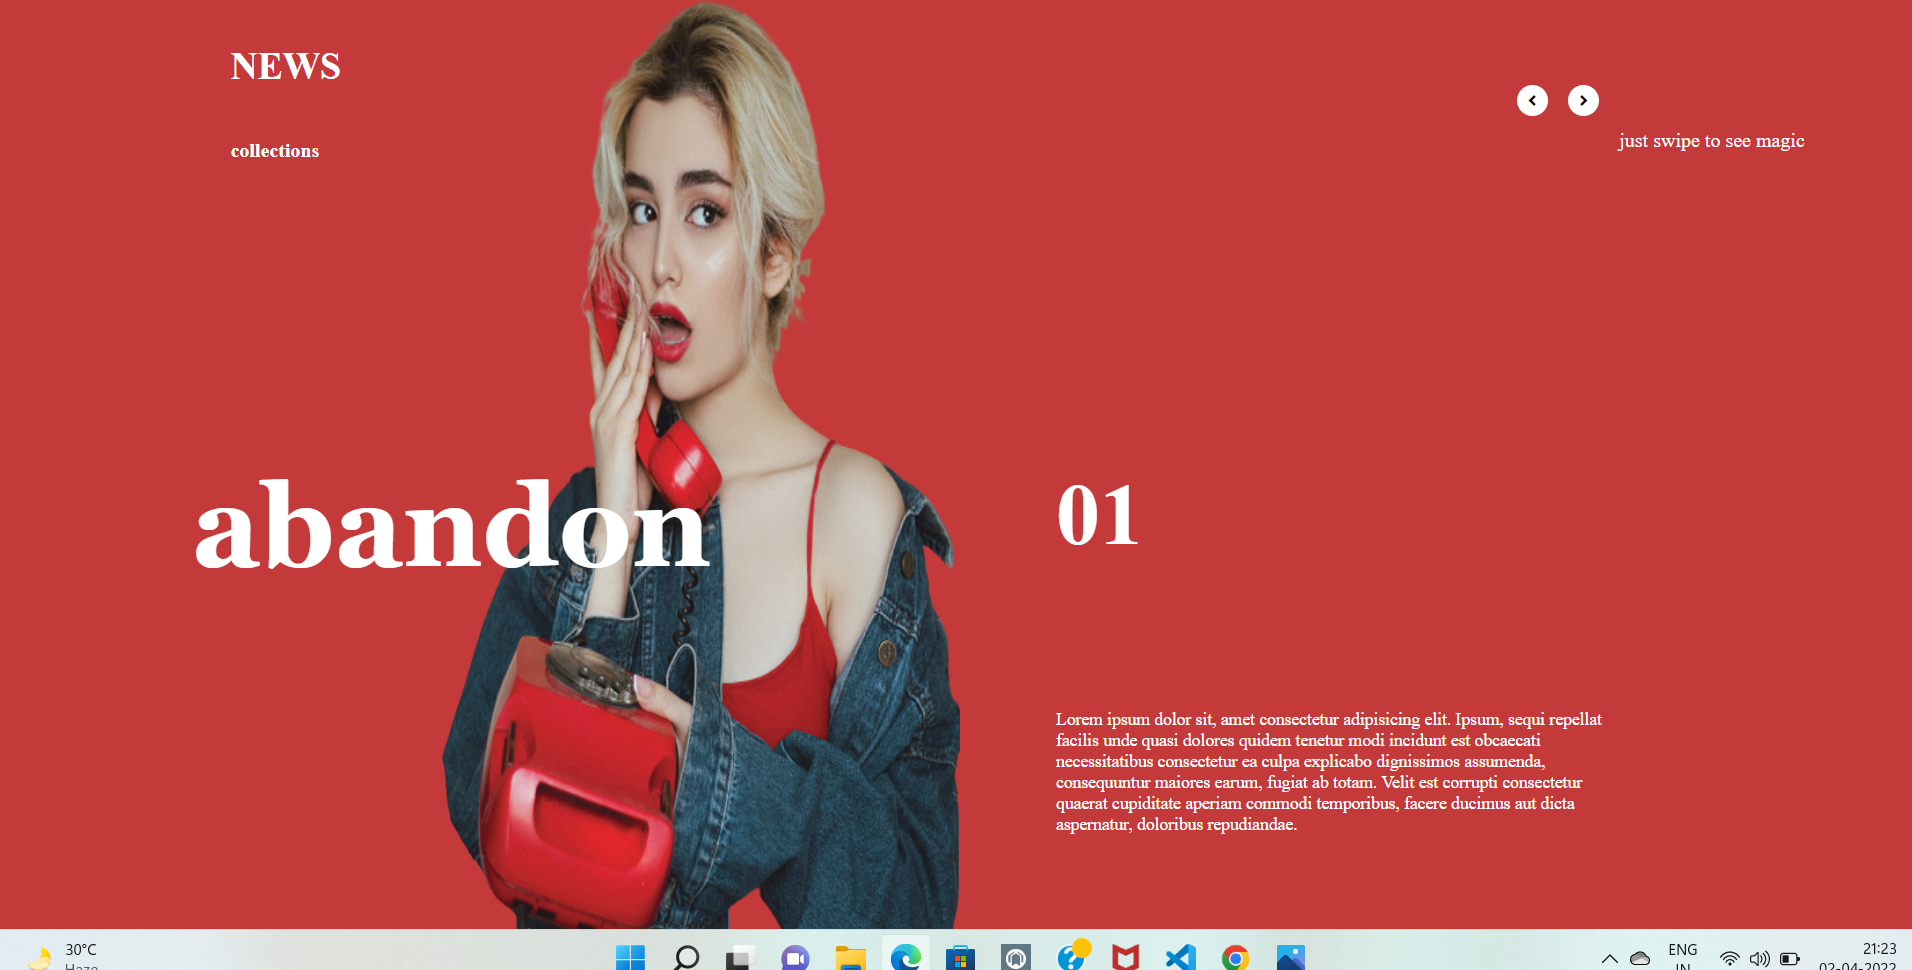 NEWS
just swipe to see magic
collections
abandon
01
Lorem ipsum dolor sit, amet consectetur adipisicing elit. Ipsum, sequi repellat
facilis unde quasi dolores quidem tenetur modi incidunt est obcaecati
necessitatibus consectetur ea culpa explicabo dignissimos assumenda,
consequuntur maiores earum, fugiat ab totam. Velit est corrupti consectetur
quaerat cupiditate aperiam commodi temporibus, facere ducimus aut dicta
aspernatur, doloribus repudiandae.
30°C
Haze
ENG
IN
21:23
02-04-2022